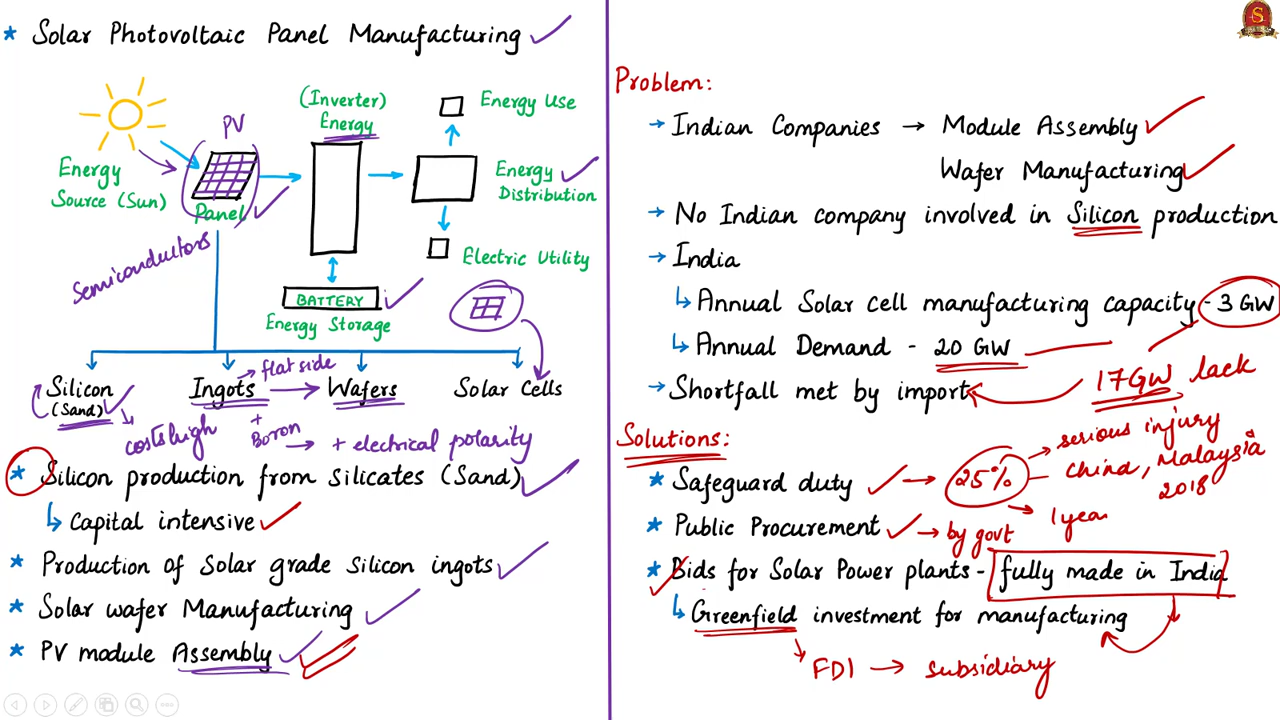 * Solar Photovoltaic Panel Manufacturing
PV
(Inverter)
Energy
Energy Use
Energy
Source (Sun)
Panel
Energy
Distribution
Semiconductors
Electric Utility
BATTERY
Energy Storage
flat side
Silicon
(Sand)
Ingots
Wafers
Solar Cells
costs high
+
Boron
→ + electrical polarity
* Silicon production from Silicates (Sand)
↳ Capital intensive
* Production of Solar grade Silicon ingots
* Solar wafer Manufacturing
* PV module Assembly
S
Problem:
→ Indian Companies → Module Assembly
Wafer Manufacturing
→ No Indian company involved in Silicon production
→ India
↳ Annual Solar cell manufacturing capacity - 3 GW
↳ Annual Demand - 20 GW
17 GW lack
→ Shortfall met by import
Solutions:
→ serious injury
* Safeguard duty → 25% - China, Malaysia
2018
→ 1 year
* Public Procurement → by govt
* Bids for Solar Power plants - fully made in India
↳ Greenfield investment for manufacturing
FDI → subsidiary